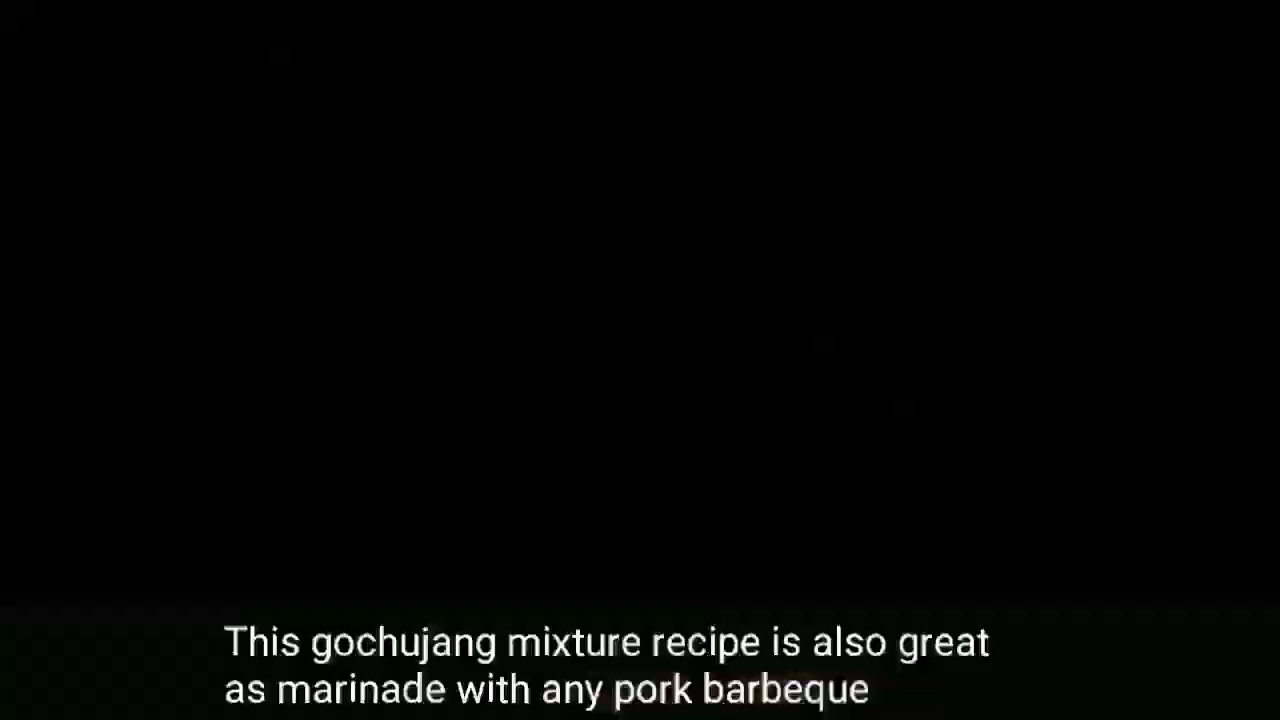 This gochujang mixture recipe is also great
as marinade with any pork barbeque